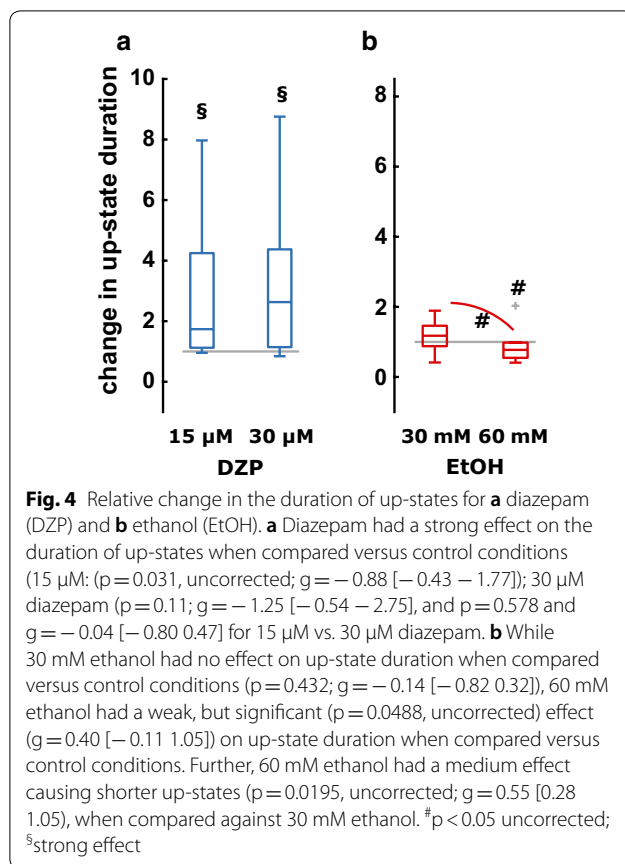 a
b
change in up-state duration
10
8
6
4
2
0
§
§
8
6
4
2
0
#
#
15 µM 30 µM
DZP
30 mM 60 mM
EtOH
Fig. 4 Relative change in the duration of up-states for a diazepam
(DZP) and b ethanol (EtOH). a Diazepam had a strong effect on the
duration of up-states when compared versus control conditions
(15 µM: (p = 0.031, uncorrected; g = − 0.88 [− 0.43 − 1.77]); 30 µM
diazepam (p = 0.11; g = − 1.25 [− 0.54 − 2.75], and p = 0.578 and
g = − 0.04 [− 0.80 0.47] for 15 µM vs. 30 µM diazepam. b While
30 mM ethanol had no effect on up-state duration when compared
versus control conditions (p = 0.432; g = − 0.14 [− 0.82 0.32]), 60 mM
ethanol had a weak, but significant (p = 0.0488, uncorrected) effect
(g = 0.40 [− 0.11 1.05]) on up-state duration when compared versus
control conditions. Further, 60 mM ethanol had a medium effect
causing shorter up-states (p = 0.0195, uncorrected; g = 0.55 [0.28
1.05), when compared against 30 mM ethanol. #p < 0.05 uncorrected;
§strong effect